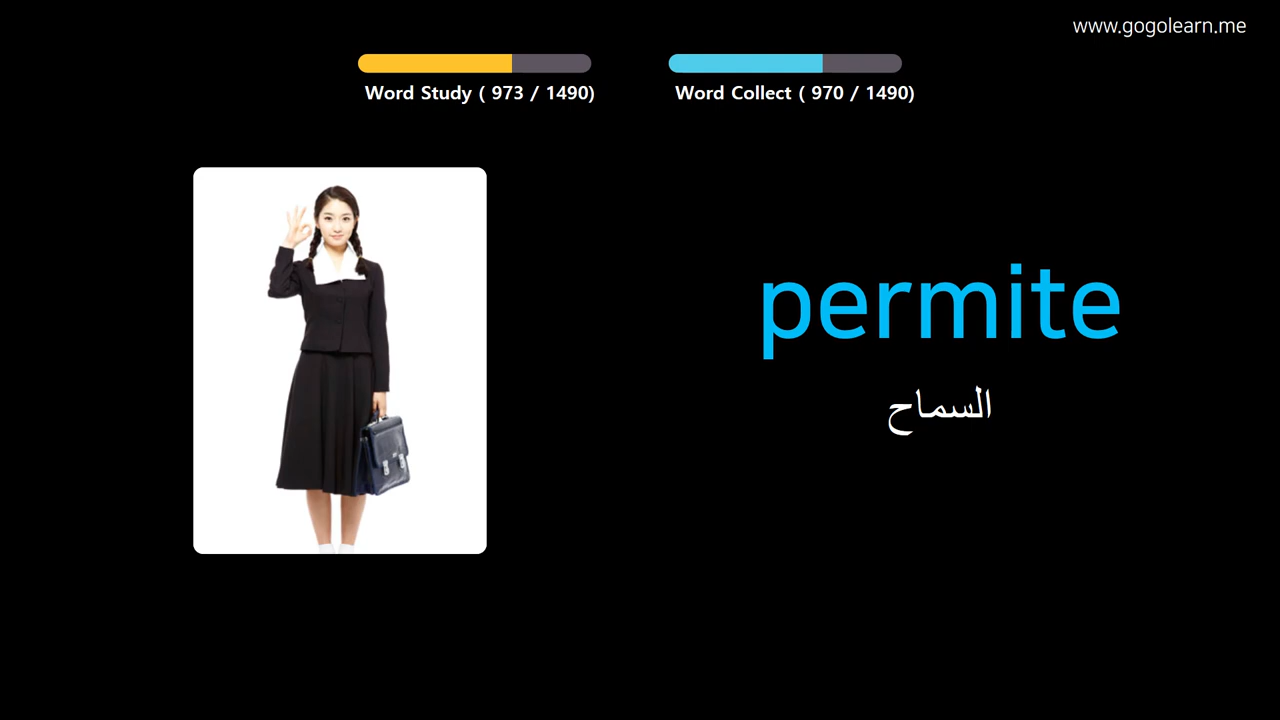 www.gogolearn.me
Word Study ( 973 / 1490)
Word Collect ( 970 / 1490)
permite
السماح